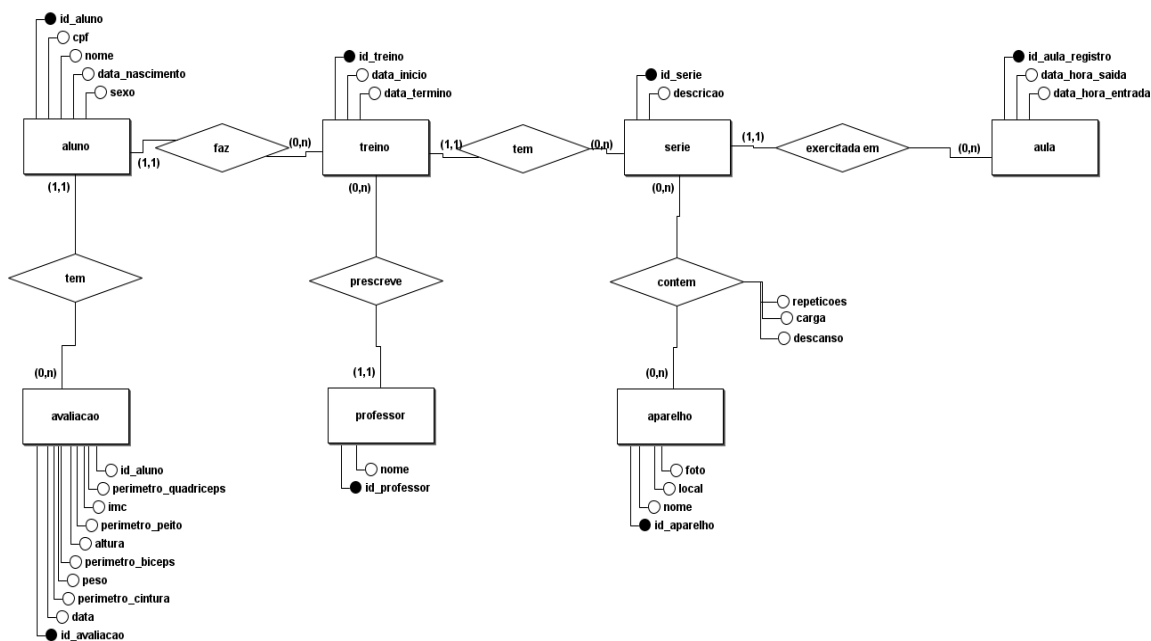 id_aluno
cpf
nome
data_nascimento
sexo
aluno
(1,1)
(1,1)
faz
(0,n)
id_treino
data_inicio
data_termino
treino
(1,1)
(0,n)
tem
(0,n)
id_serie
descricao
serie
(1,1)
(0,n)
exercitada em
(0,n)
id_aula_registro
data_hora_saida
data_hora_entrada
aula
tem
(0,n)
prescreve
(1,1)
contem
repeticoes
carga
descanso
(0,n)
avaliacao
id_aluno
perimetro_quadriceps
imc
perimetro_peito
altura
perimetro_biceps
peso
perimetro_cintura
data
id_avaliacao
professor
nome
id_professor
aparelho
foto
local
nome
id_aparelho